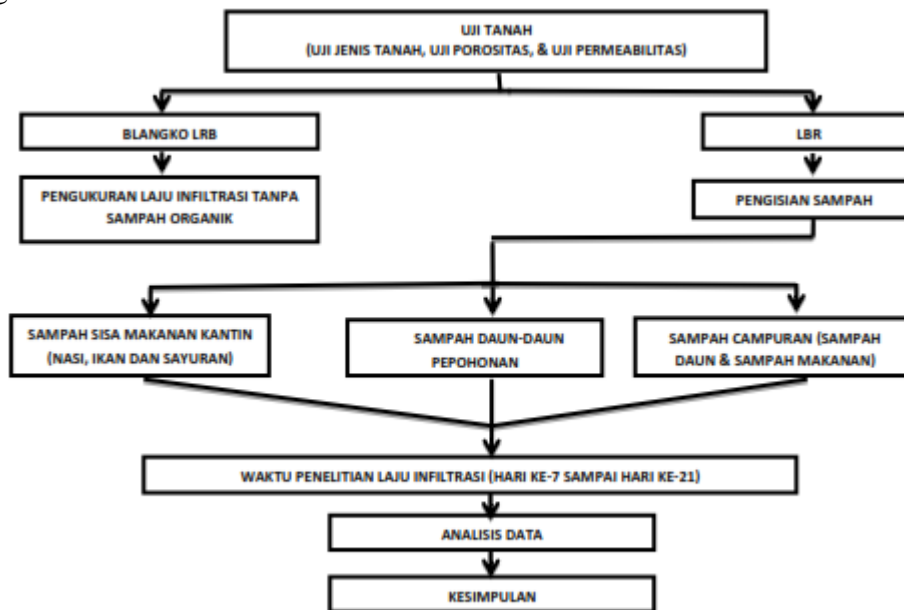 UJI TANAH
(UJI JENIS TANAH, UJI POROSITAS, & UJI PERMEABILITAS)
BLANGKO LRB
LBR
PENGUKURAN LAJU INFILTRASI TANPA
SAMPAH ORGANIK
PENGISIAN SAMPAH
SAMPAH SISA MAKANAN KANTIN
(NASI, IKAN DAN SAYURAN)
SAMPAH DAUN-DAUN
PEPOHONAN
SAMPAH CAMPURAN (SAMPAH
DAUN & SAMPAH MAKANAN)
WAKTU PENELITIAN LAJU INFILTRASI (HARI KE-7 SAMPAI HARI KE-21)
ANALISIS DATA
KESIMPULAN